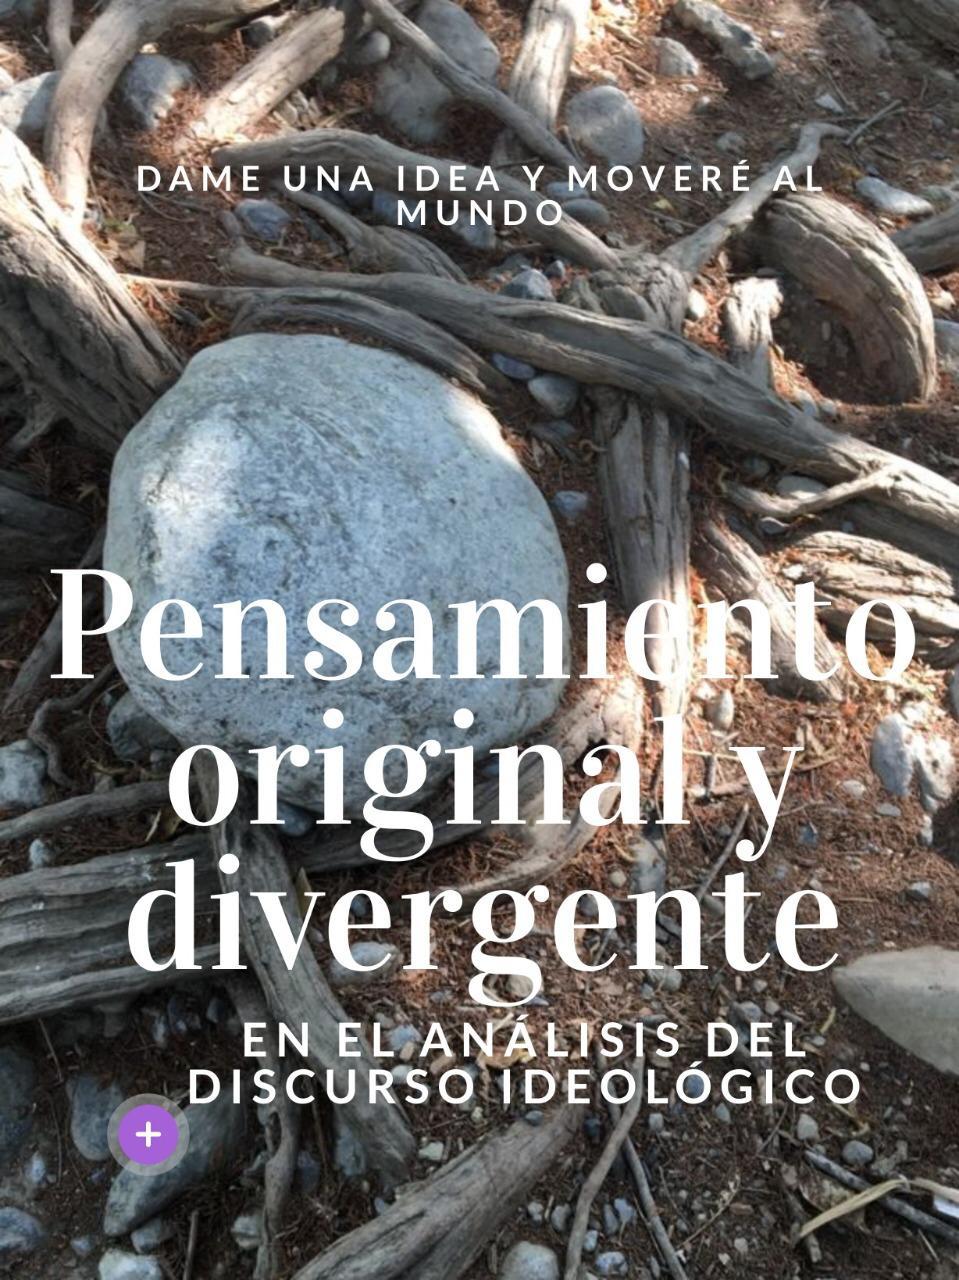 DAME UNA IDEA Y MOVERÉ AL
MUNDO
Pensamiento
original y
divergente
EN EL ANÁLISIS DEL
DISCURSO IDEOLÓGICO
+